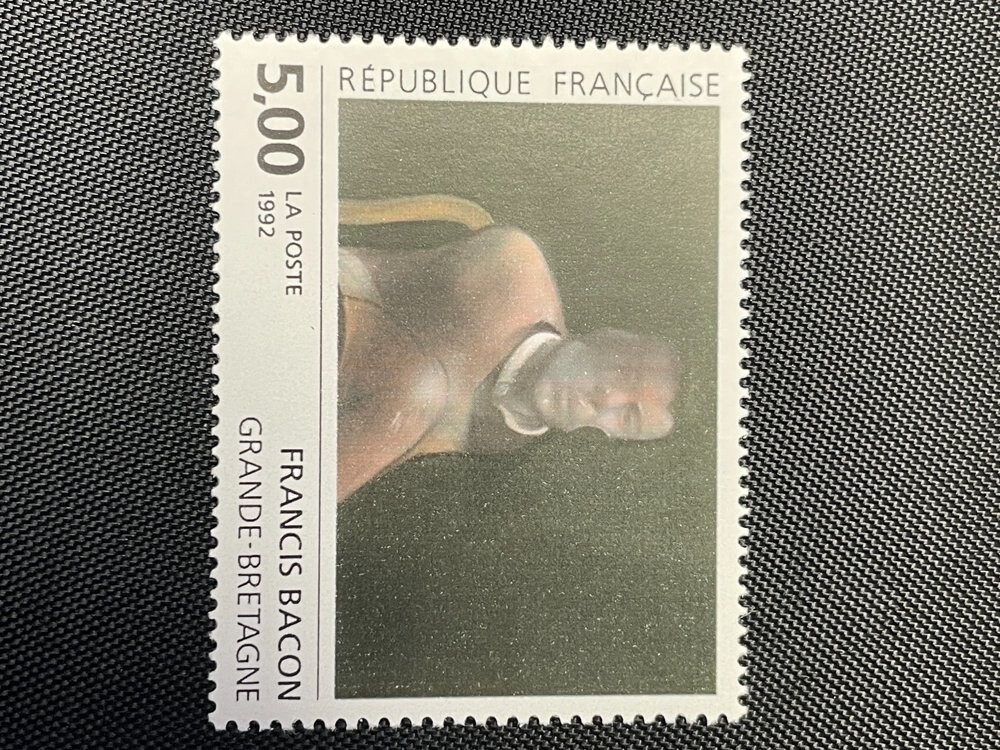 RÉPUBLIQUE FRANÇAISE
5,00
LA POSTE
1992
FRANCIS BACON
GRANDE-BRETAGNE